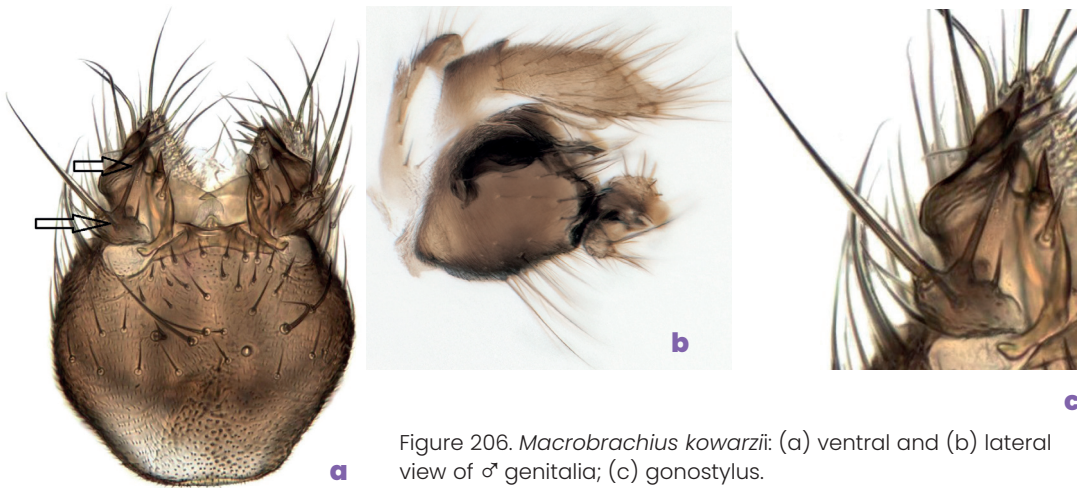 a
b
c
Figure 206. Macrobrachius kowarzii: (a) ventral and (b) lateral
view of ♂ genitalia; (c) gonostylus.